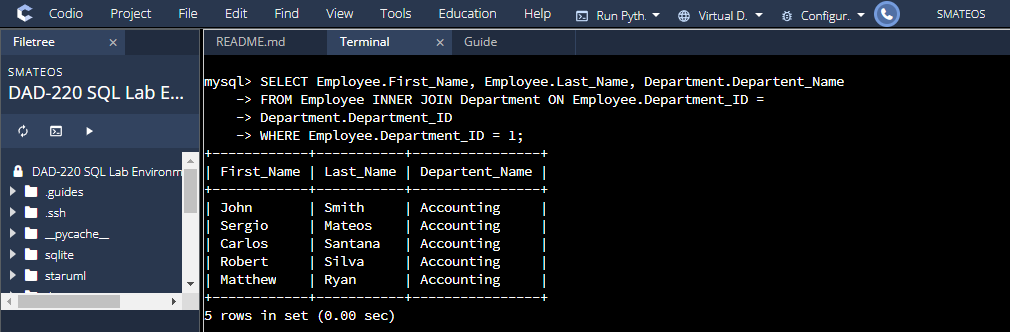 Codio Project File Edit Find View Tools Education Help Run Pyth. Virtual D. Configur.. SMATEOS
Filetree × README.md Terminal × Guide
SMATEOS
DAD-220 SQL Lab E...
DAD-220 SQL Lab Environm
.guides
.ssh
__pycache__
sqlite
staruml
mysql> SELECT Employee.First_Name, Employee.Last_Name, Department.Departent_Name
    -> FROM Employee INNER JOIN Department ON Employee.Department_ID =
    -> Department.Department_ID
    -> WHERE Employee.Department_ID = 1;
+------------+-----------+----------------+
| First_Name | Last_Name | Departent_Name |
+------------+-----------+----------------+
| John       | Smith     | Accounting     |
| Sergio     | Mateos    | Accounting     |
| Carlos     | Santana   | Accounting     |
| Robert     | Silva     | Accounting     |
| Matthew    | Ryan      | Accounting     |
+------------+-----------+----------------+
5 rows in set (0.00 sec)